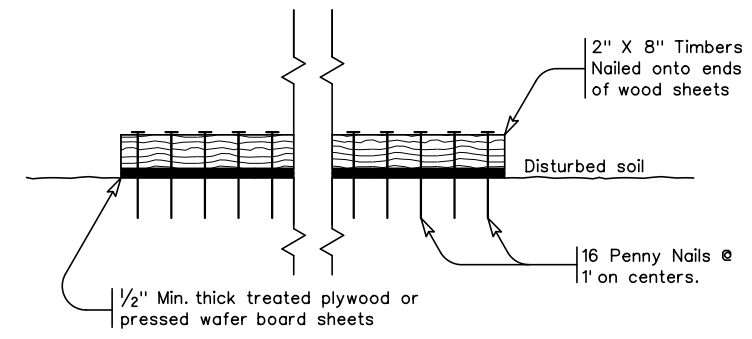 2" X 8" Timbers
Nailed onto ends
of wood sheets
Disturbed soil
16 Penny Nails @
1' on centers.
1/2" Min. thick treated plywood or
pressed wafer board sheets